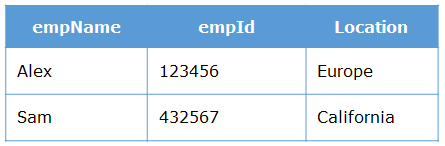 empName empId Location
Alex 123456 Europe
Sam 432567 California